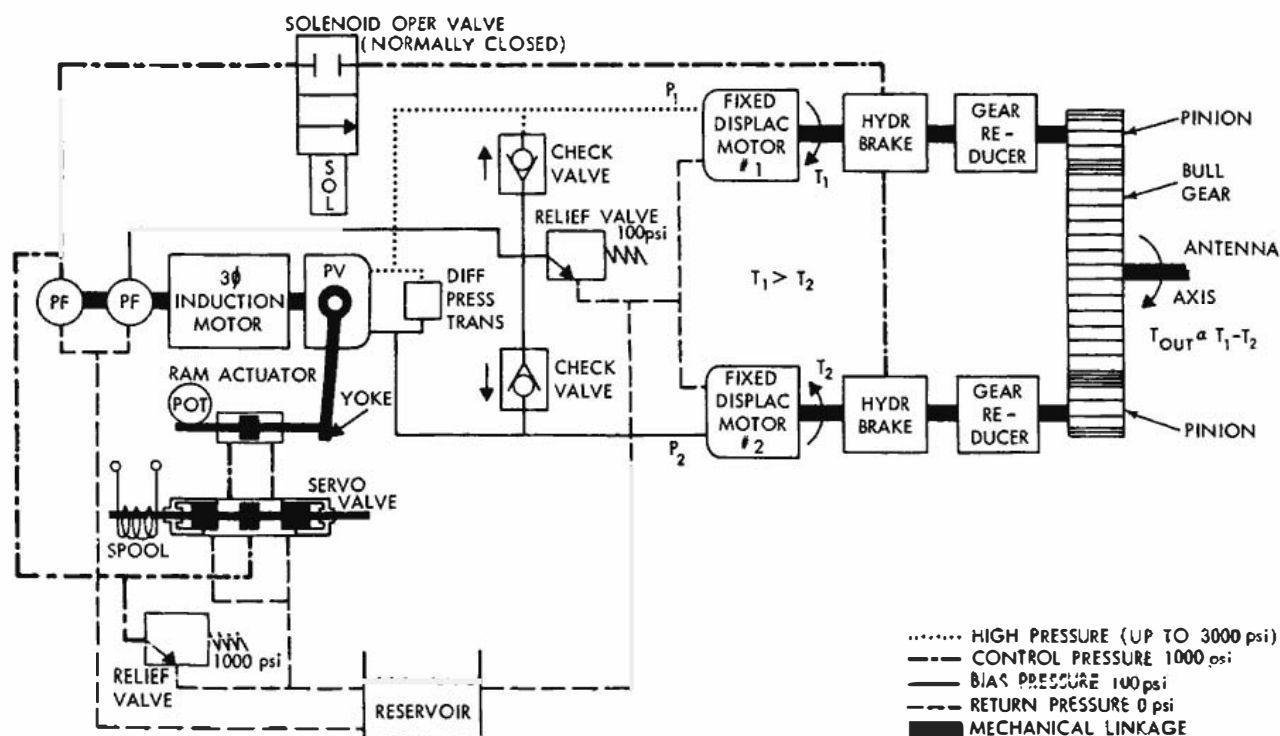 SOLENOID OPER VALVE
(NORMALLY CLOSED)
SOL
P1
FIXED
DISPLAC
MOTOR
#1
T1
HYDR
BRAKE
GEAR
RE-
DUCER
PINION
BULL
GEAR
CHECK
VALVE
RELIEF VALVE
100psi
PF
PF
3ϕ
INDUCTION
MOTOR
PV
DIFF
PRESS
TRANS
T1 > T2
ANTENNA
AXIS
TOUT α T1-T2
RAM ACTUATOR
POT
YOKE
CHECK
VALVE
FIXED
DISPLAC
MOTOR
#2
T2
HYDR
BRAKE
GEAR
RE-
DUCER
PINION
P2
SERVO
VALVE
SPOOL
1000 psi
RELIEF
VALVE
RESERVOIR
HIGH PRESSURE (UP TO 3000 psi)
CONTROL PRESSURE 1000 psi
BIAS PRESSURE 100 psi
RETURN PRESSURE 0 psi
MECHANICAL LINKAGE